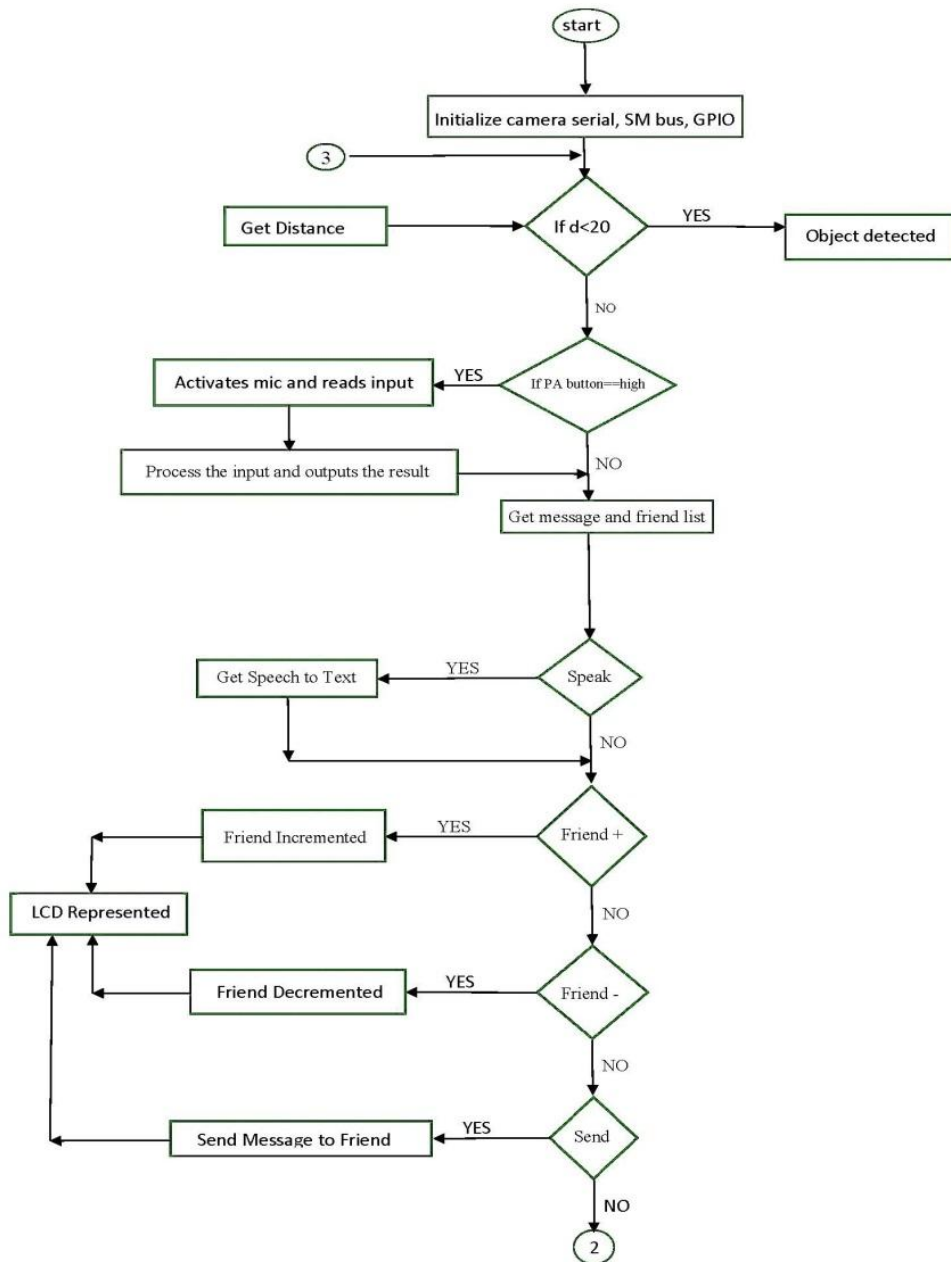 start
Initialize camera serial, SM bus, GPIO
3
Get Distance
If d<20
YES
Object detected
NO
If PA button==high
YES
Activates mic and reads input
NO
Process the input and outputs the result
Get message and friend list
Speak
YES
Get Speech to Text
NO
Friend +
YES
Friend Incremented
LCD Represented
NO
Friend -
YES
Friend Decremented
NO
Send
YES
Send Message to Friend
NO
2